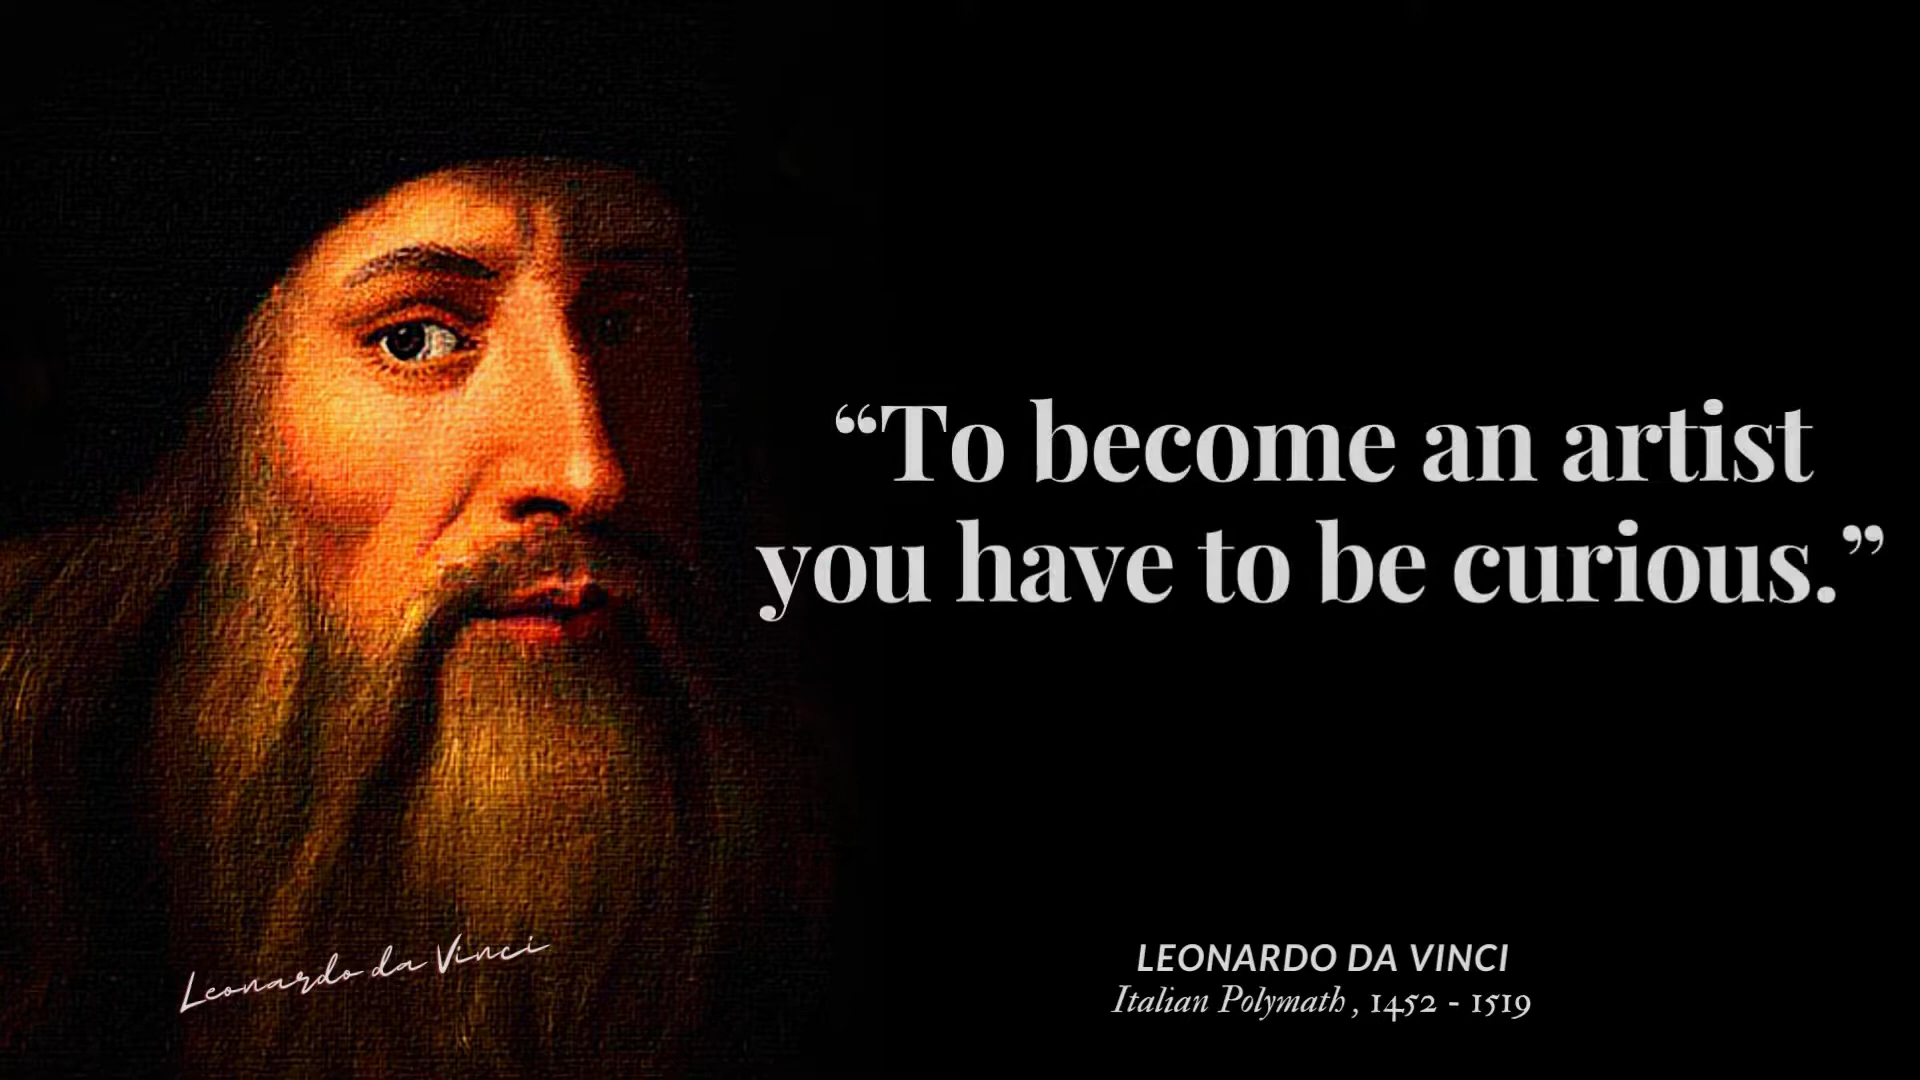 “To become an artist
you have to be curious.”
Leonardo da Vinci
LEONARDO DA VINCI
Italian Polymath , 1452 - 1519